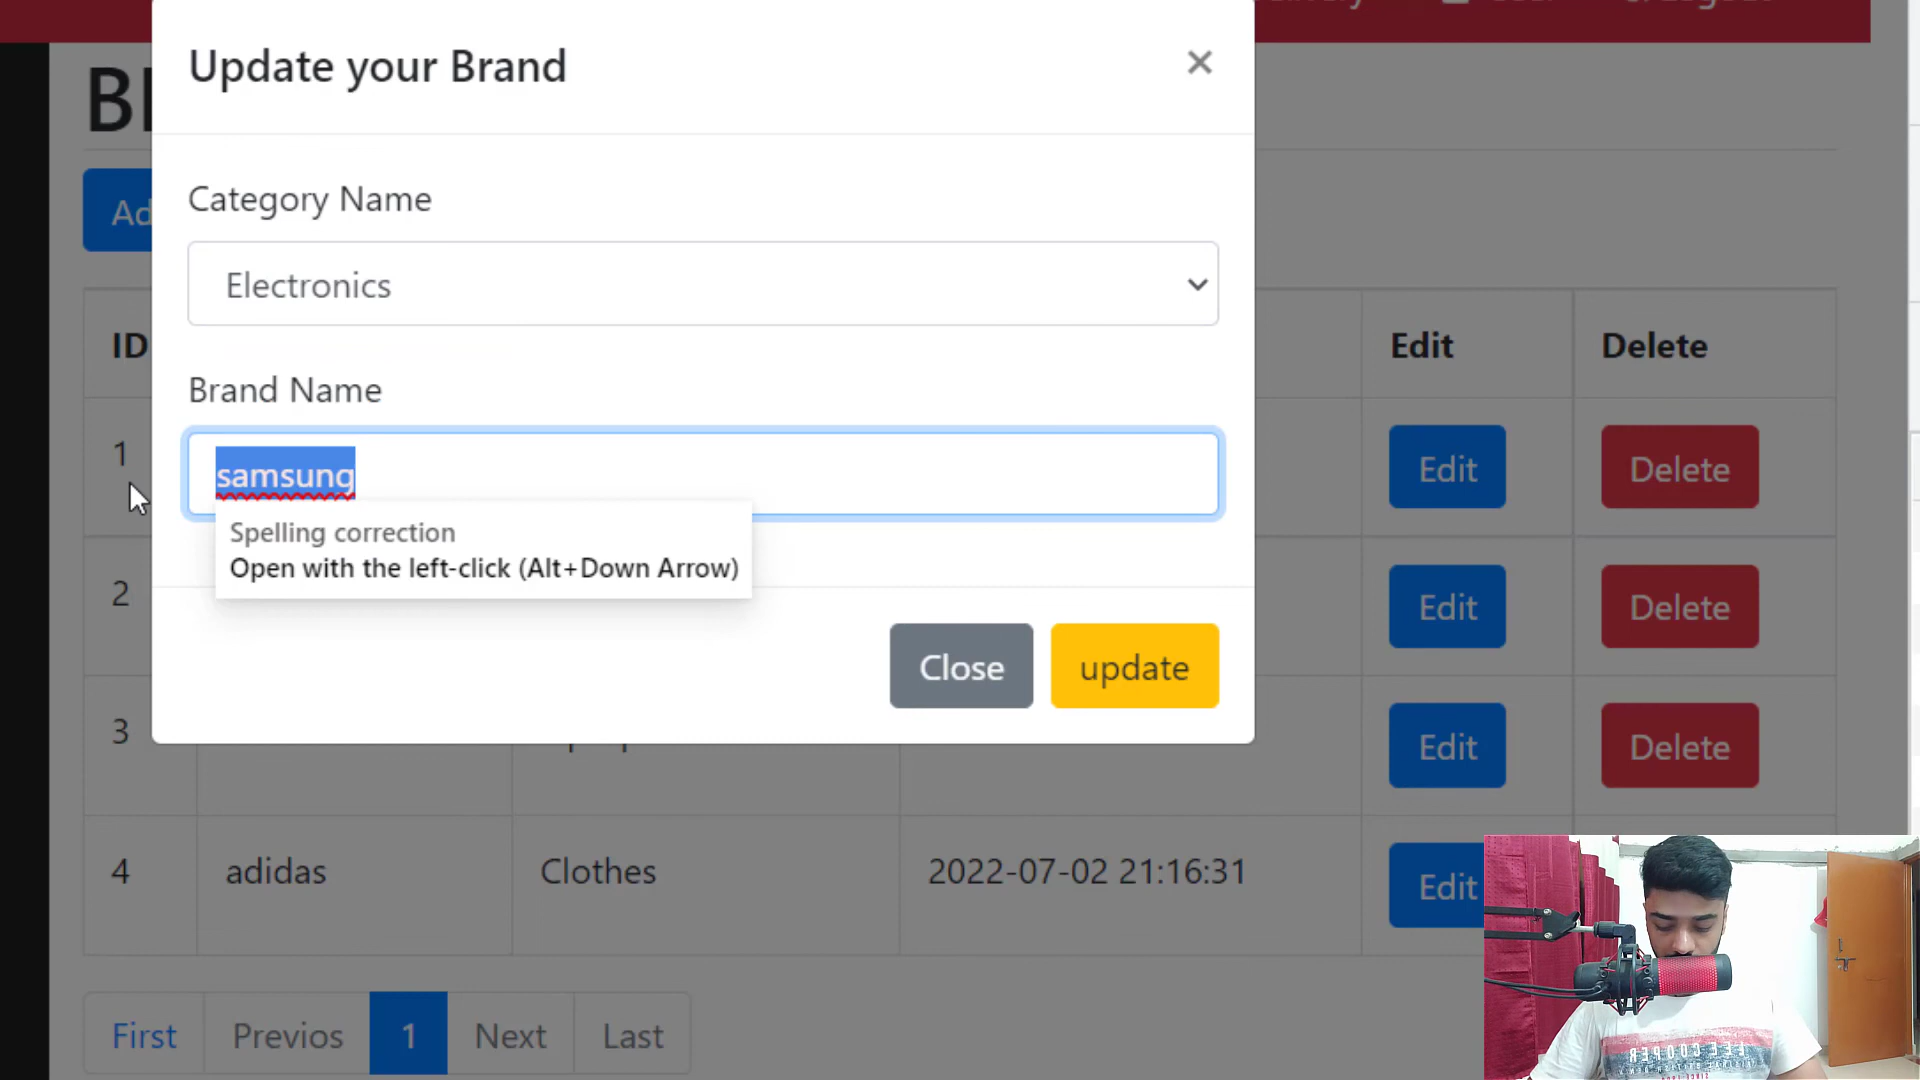 Update your Brand
×
Category Name
Electronics
Brand Name
samsung
Spelling correction
Open with the left-click (Alt+Down Arrow)
Close
update
Ad
ID
Edit
Delete
1
Edit
Delete
2
Edit
Delete
3
Edit
Delete
4
adidas
Clothes
2022-07-02 21:16:31
Edit
First
Previos
1
Next
Last
LEE COOPER